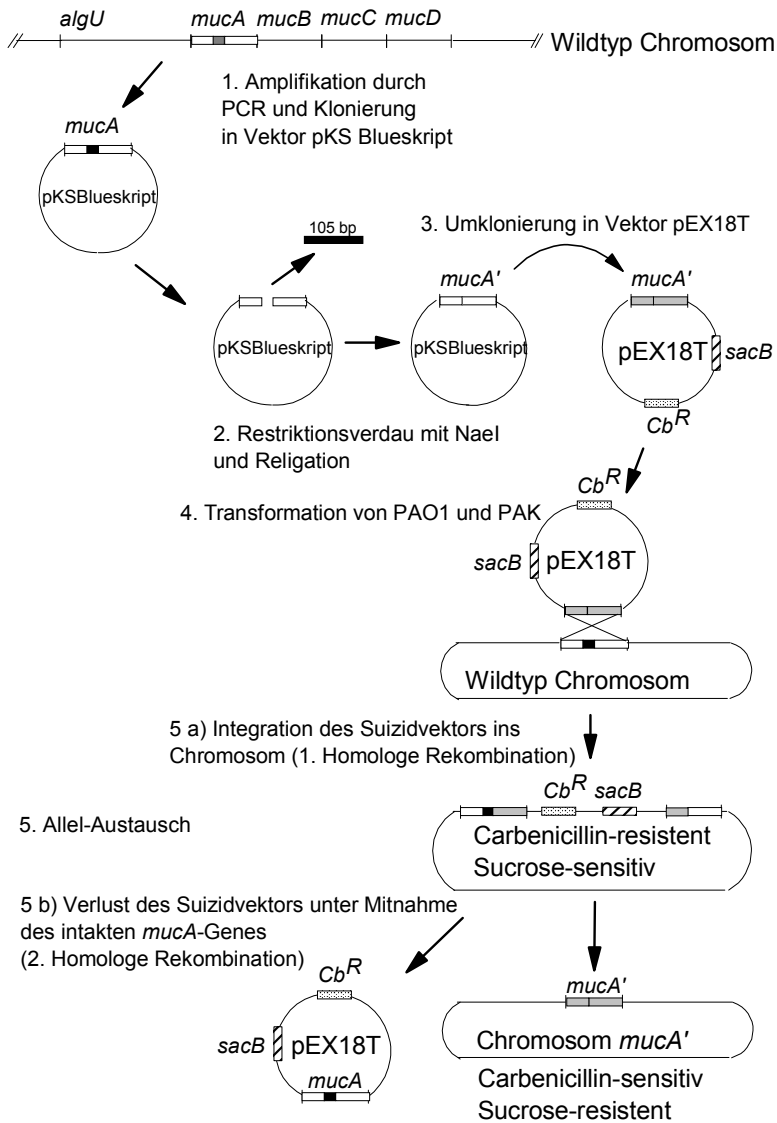 algU mucA mucB mucC mucD
Wildtyp Chromosom
1. Amplifikation durch
PCR und Klonierung
in Vektor pKS Blueskript
mucA
pKSBlueskript
105 bp
3. Umklonierung in Vektor pEX18T
mucA'
mucA'
pKSBlueskript
pKSBlueskript
pEX18T
sacB
CbR
2. Restriktionsverdau mit NaeI
und Religation
CbR
4. Transformation von PAO1 und PAK
sacB
pEX18T
Wildtyp Chromosom
5 a) Integration des Suizidvektors ins
Chromosom (1. Homologe Rekombination)
CbR sacB
5. Allel-Austausch
Carbenicillin-resistent
Sucrose-sensitiv
5 b) Verlust des Suizidvektors unter Mitnahme
des intakten mucA-Genes
(2. Homologe Rekombination)
CbR
mucA'
sacB
pEX18T
mucA
Chromosom mucA'
Carbenicillin-sensitiv
Sucrose-resistent